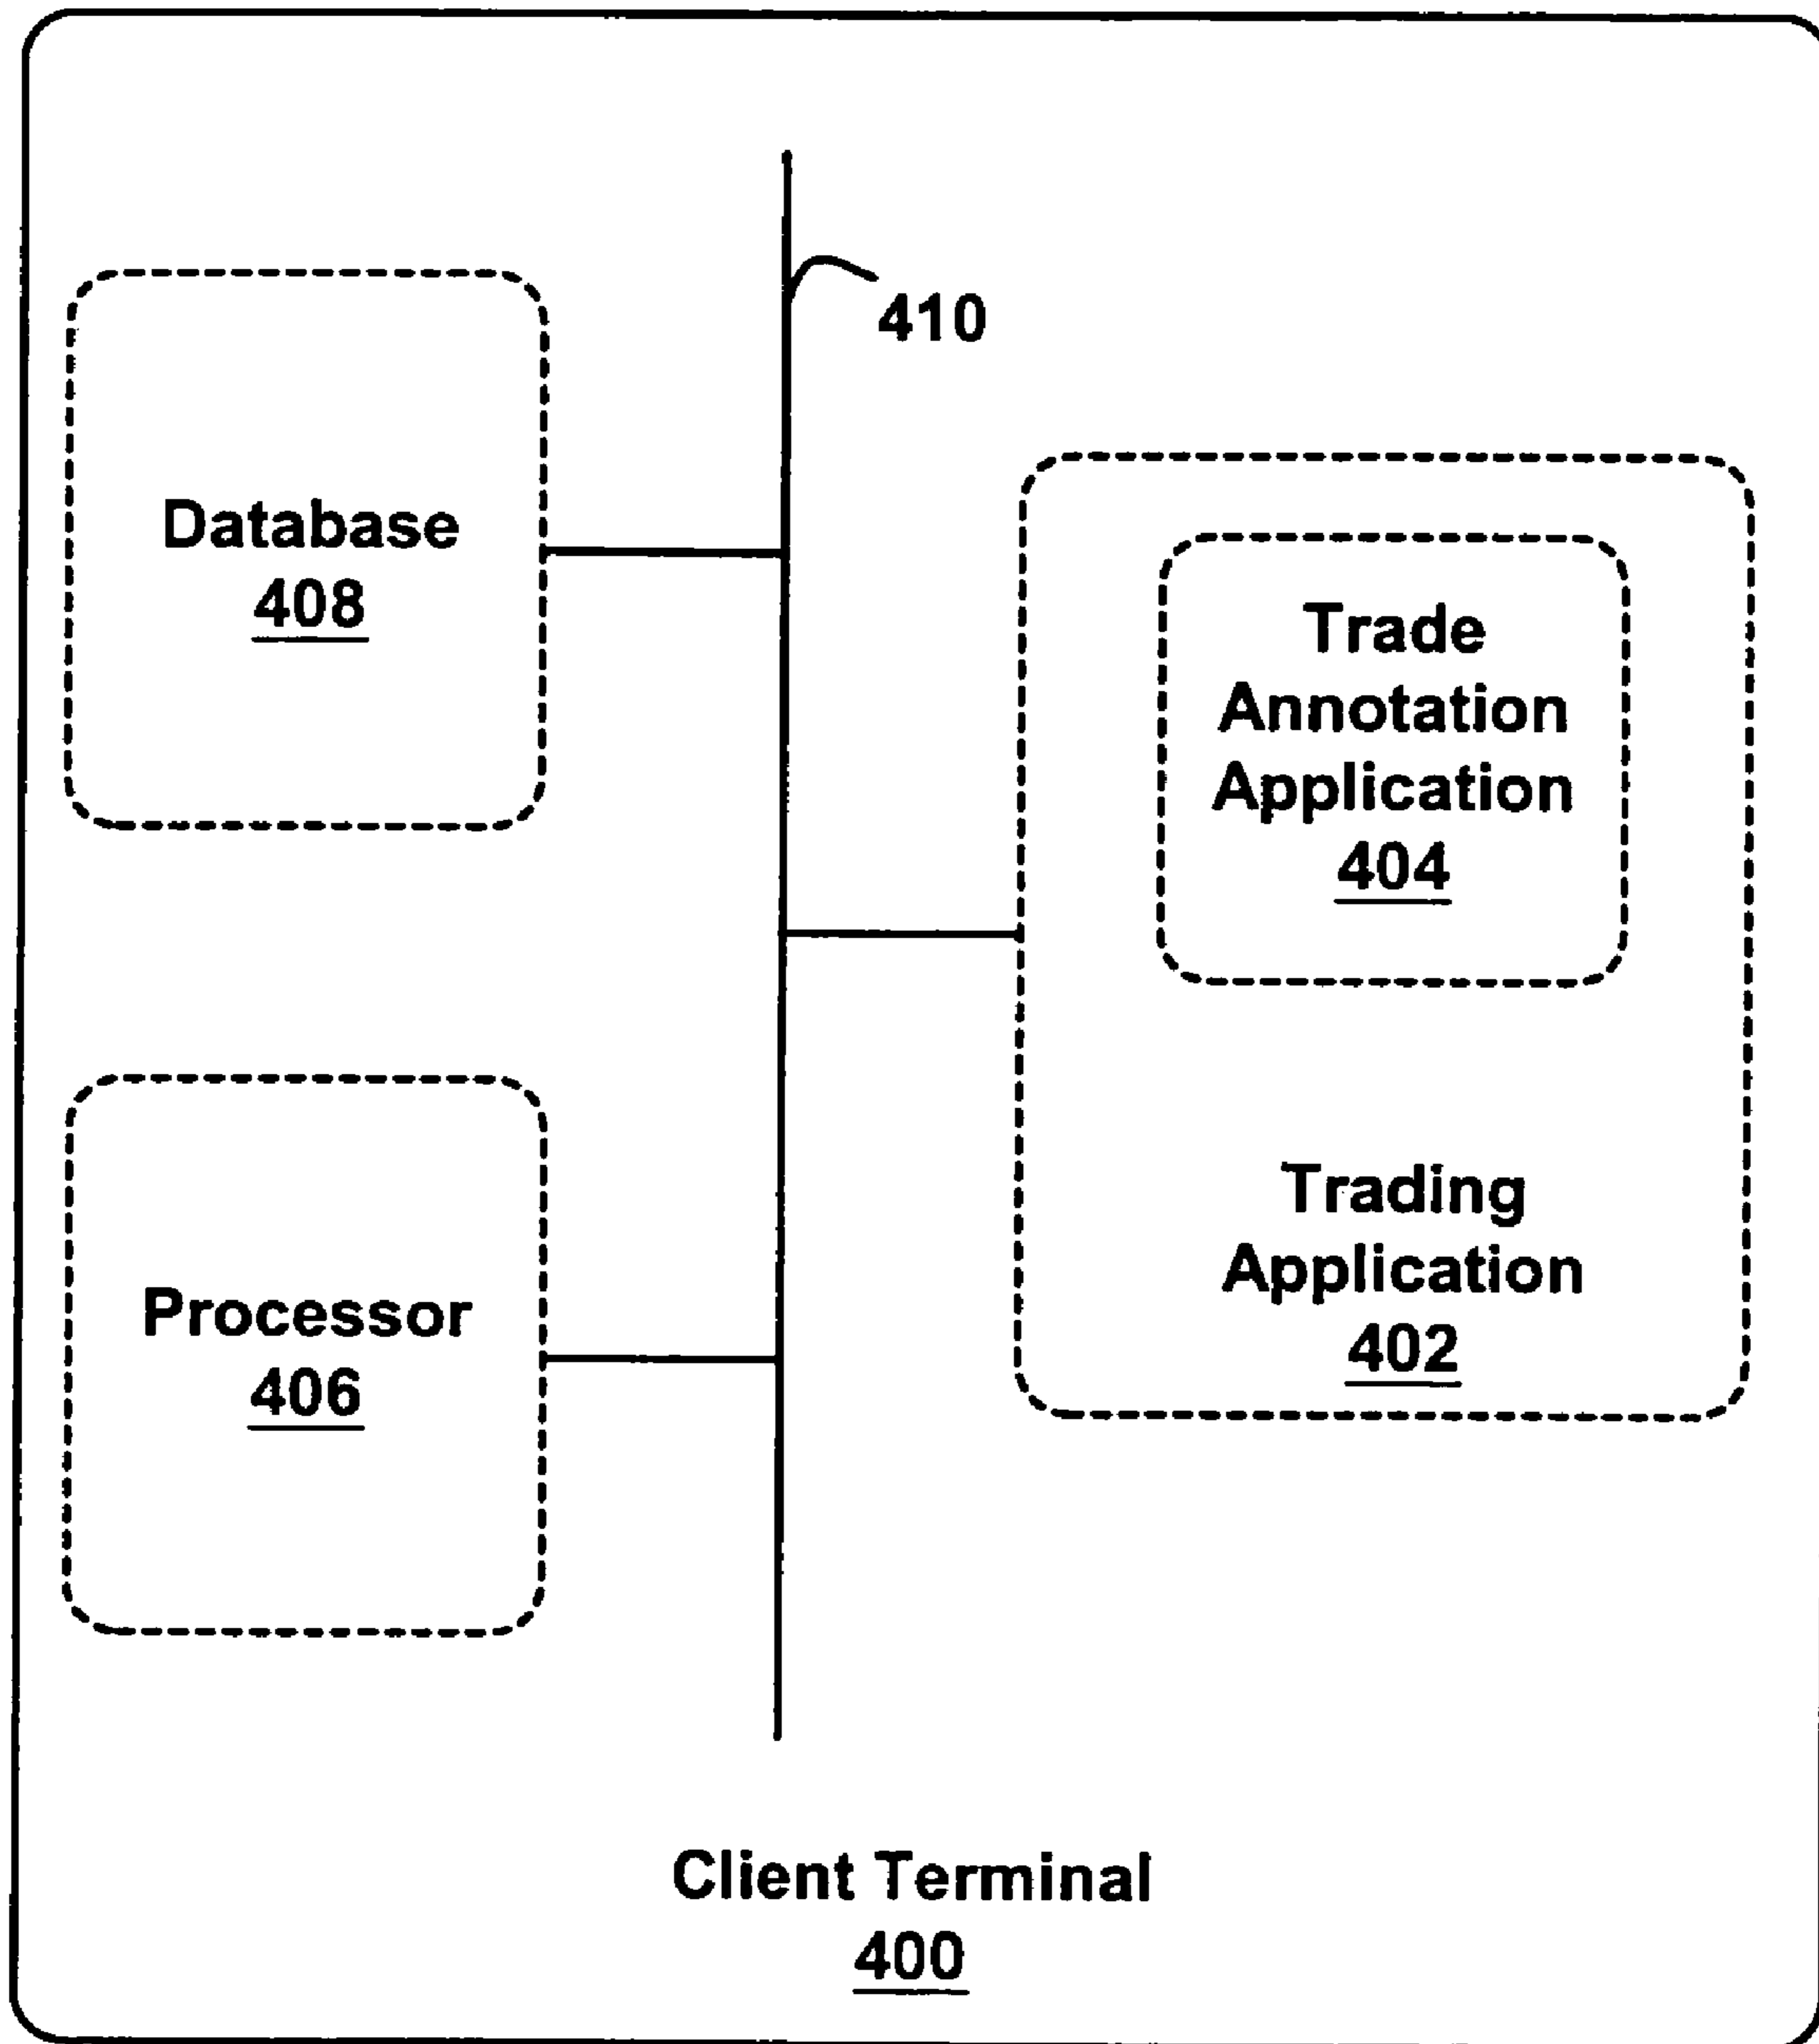 410
Database
408
Trade
Annotation
Application
404
Trading
Application
402
Processor
406
Client Terminal
400